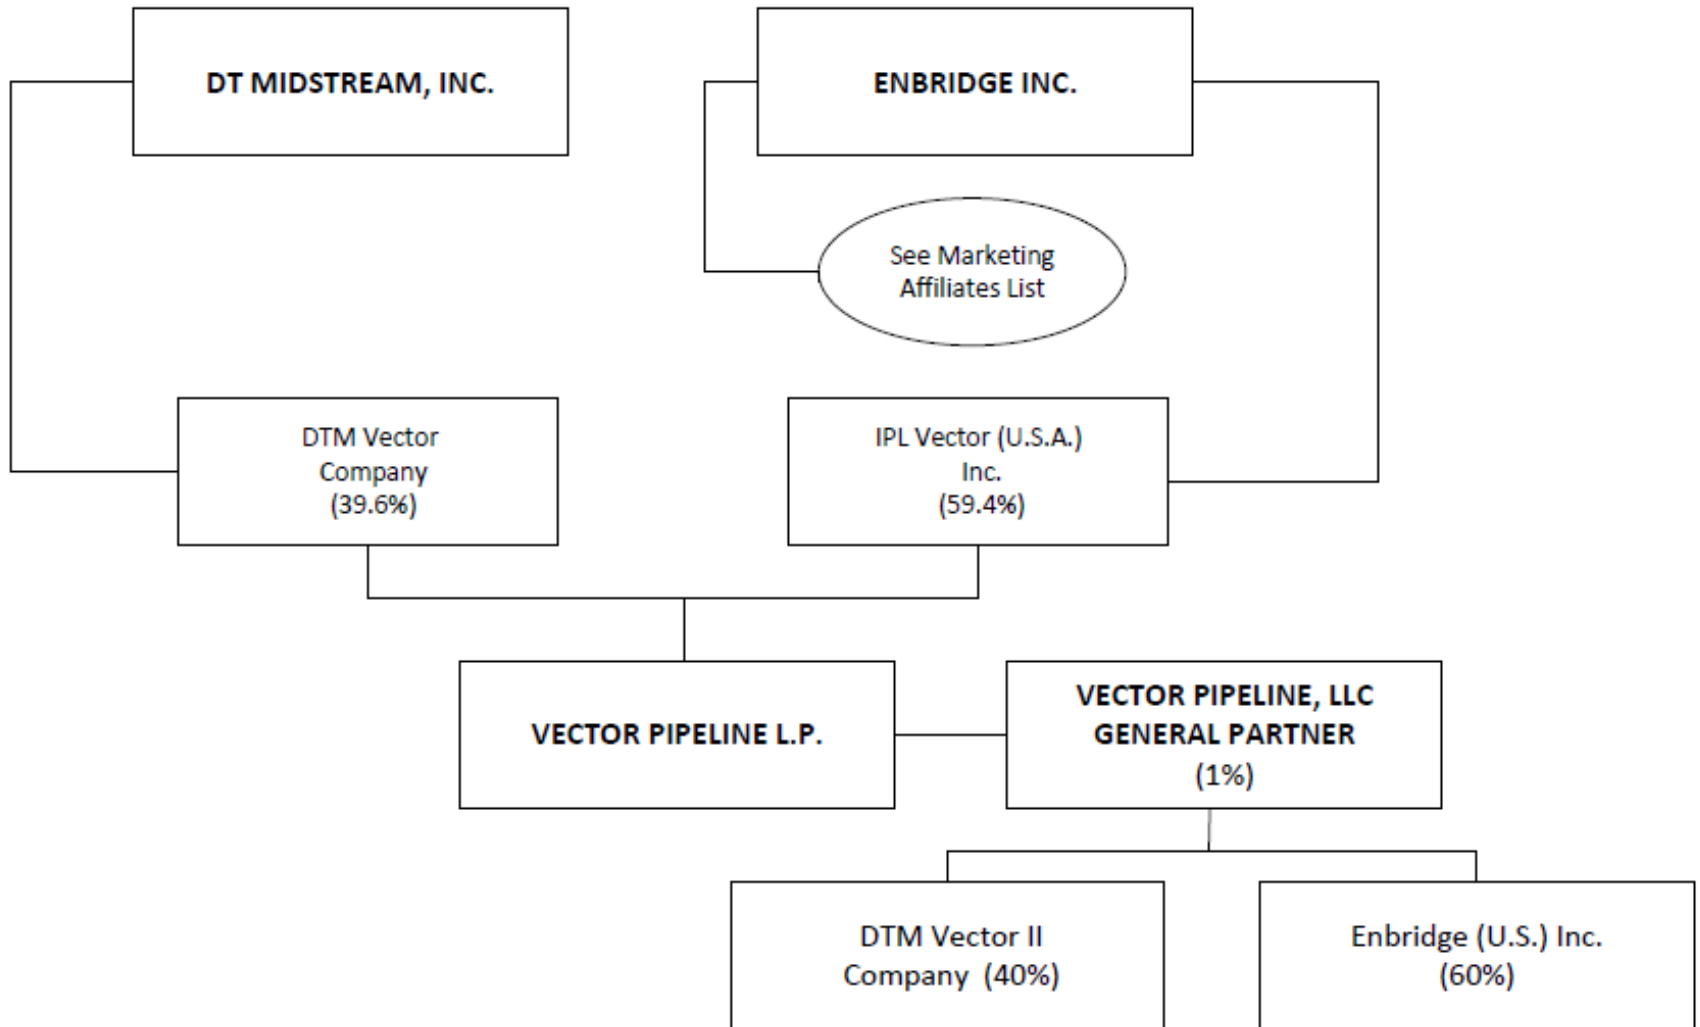 DT MIDSTREAM, INC.
ENBRIDGE INC.
See Marketing
Affiliates List
DTM Vector
Company
(39.6%)
IPL Vector (U.S.A.)
Inc.
(59.4%)
VECTOR PIPELINE L.P.
VECTOR PIPELINE, LLC
GENERAL PARTNER
(1%)
DTM Vector II
Company (40%)
Enbridge (U.S.) Inc.
(60%)